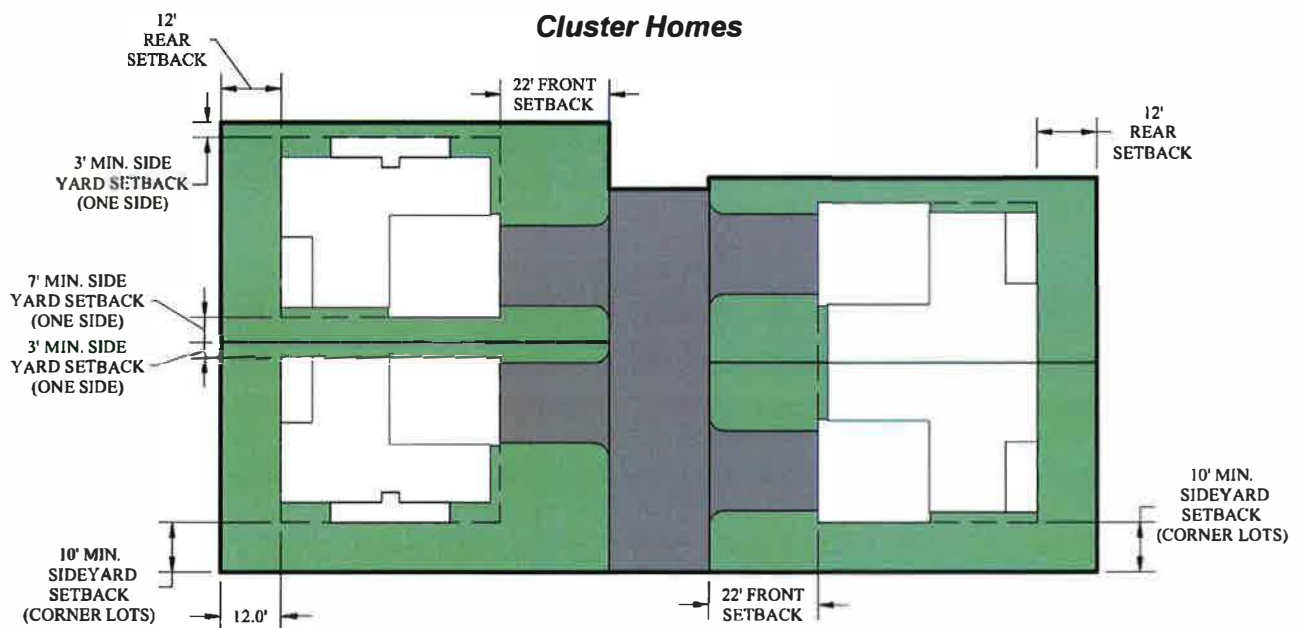 Cluster Homes
12'
REAR
SETBACK
22' FRONT
SETBACK
12'
REAR
SETBACK
3' MIN. SIDE
YARD SETBACK
(ONE SIDE)
7' MIN. SIDE
YARD SETBACK
(ONE SIDE)
3' MIN. SIDE
YARD SETBACK
(ONE SIDE)
10' MIN.
SIDEYARD
SETBACK
(CORNER LOTS)
10' MIN.
SIDEYARD
SETBACK
(CORNER LOTS)
12.0'
22' FRONT
SETBACK